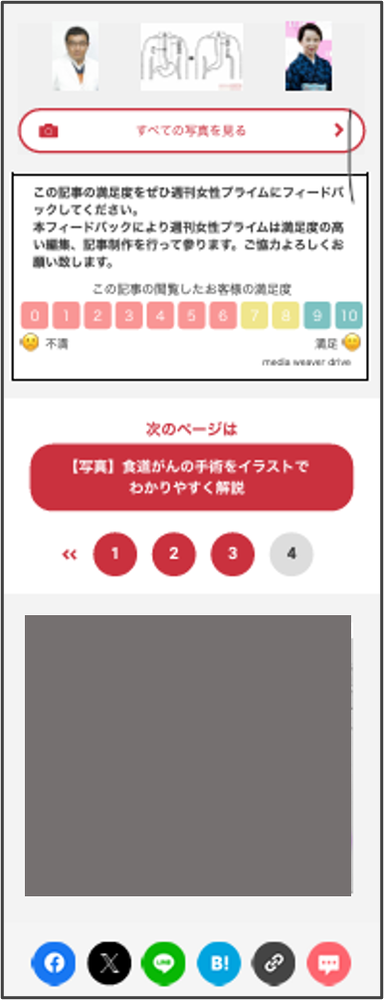 すべての写真を見る
この記事の満足度をぜひ週刊女性プライムにフィードバ
ックしてください。
本フィードバックにより週刊女性プライムは満足度の高
い編集、記事制作を行って参ります。ご協力よろしくお
願い致します。
この記事の閲覧したお客様の満足度
0 1 2 3 4 5 6 7 8 9 10
不満 満足
media weaver drive
次のページは
【写真】食道がんの手術をイラストで
わかりやすく解説
« 1 2 3 4
LINE B!